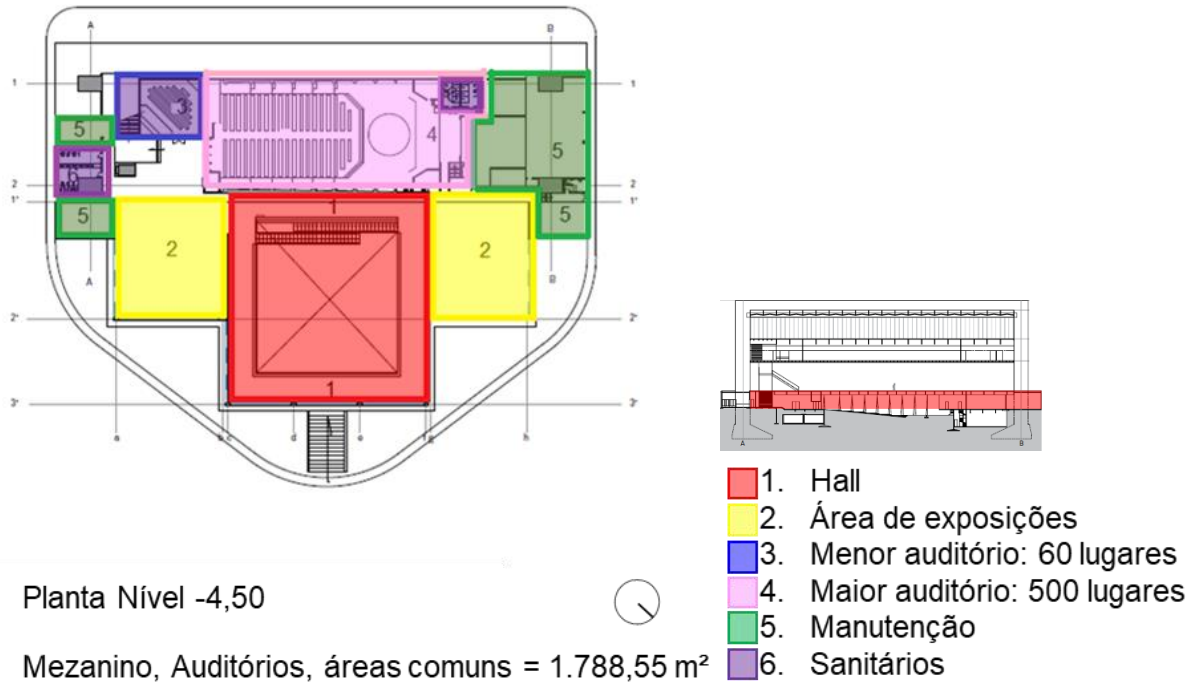 A
B
1
1
3
5
4
5
6
2
2
1'
1'
5
1
5
2
2
A
B
2'
2'
1
3'
3'
a
b
c
d
e
f
g
h
A
B
1. Hall
2. Área de exposições
3. Menor auditório: 60 lugares
4. Maior auditório: 500 lugares
5. Manutenção
6. Sanitários
Planta Nível -4,50
Mezanino, Auditórios, áreas comuns = 1.788,55 m²